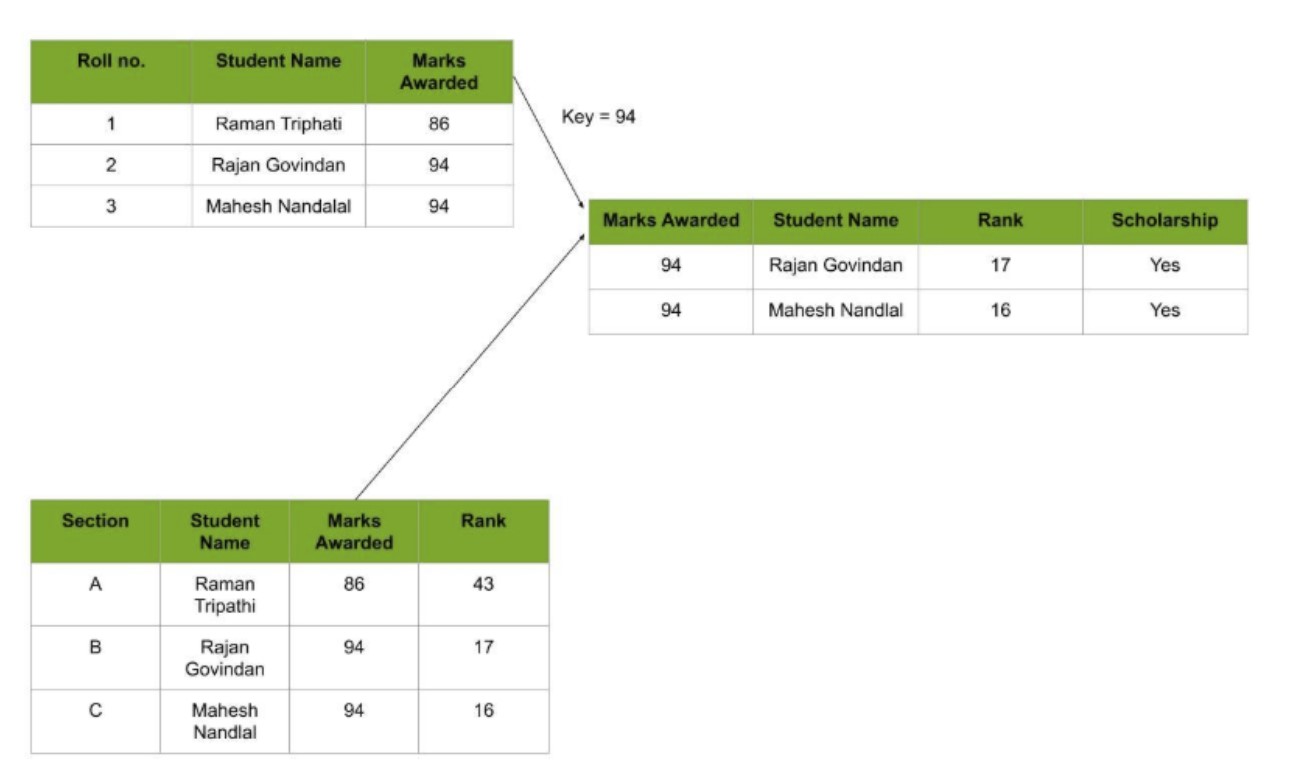 Roll no. Student Name Marks Awarded
1 Raman Triphati 86
2 Rajan Govindan 94
3 Mahesh Nandalal 94
Key = 94
Marks Awarded Student Name Rank Scholarship
94 Rajan Govindan 17 Yes
94 Mahesh Nandlal 16 Yes
Section Student Name Marks Awarded Rank
A Raman Tripathi 86 43
B Rajan Govindan 94 17
C Mahesh Nandlal 94 16